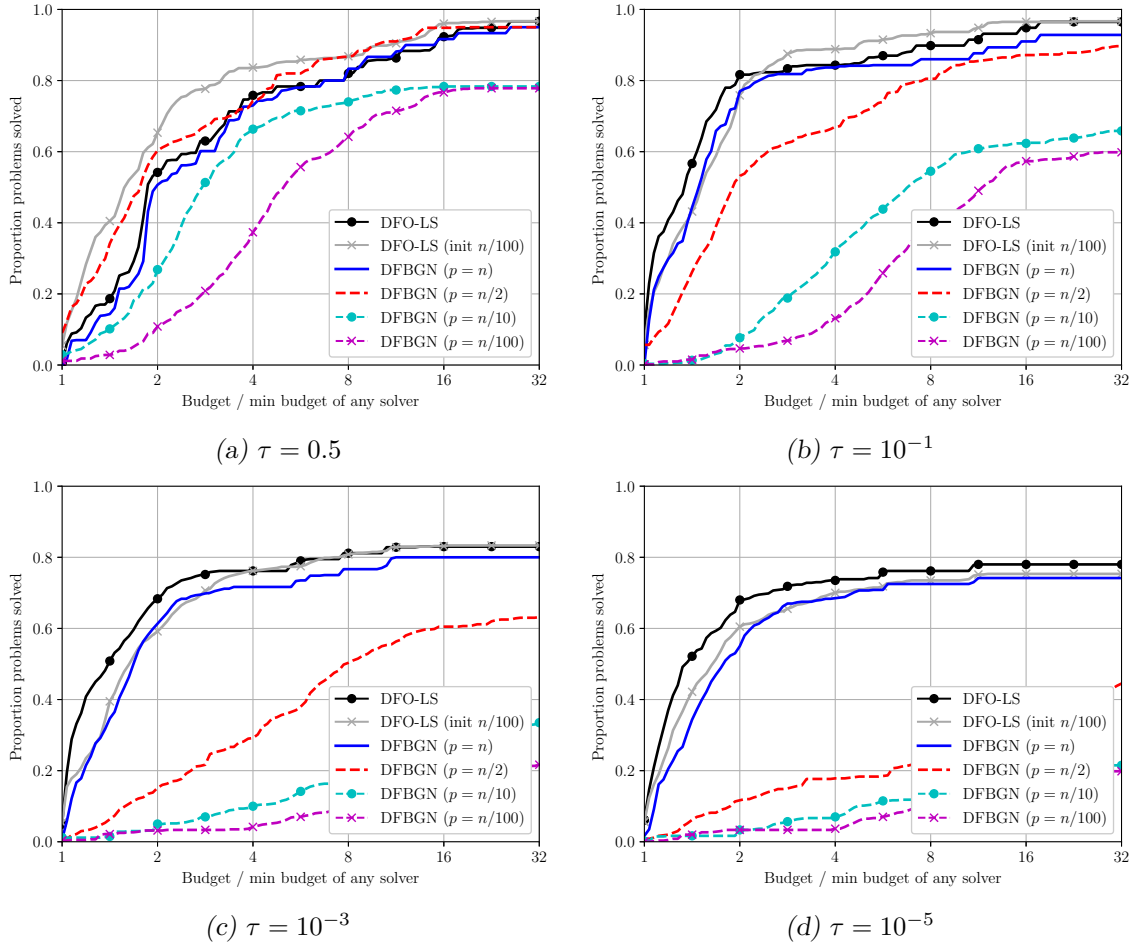 1.0
0.8
0.6
0.4
0.2
0.0
Proportion problems solved
DFO-LS
DFO-LS (init n/100)
DFBGN (p = n)
DFBGN (p = n/2)
DFBGN (p = n/10)
DFBGN (p = n/100)
1 2 4 8 16 32
Budget / min budget of any solver
(a) τ = 0.5
1.0
0.8
0.6
0.4
0.2
0.0
Proportion problems solved
DFO-LS
DFO-LS (init n/100)
DFBGN (p = n)
DFBGN (p = n/2)
DFBGN (p = n/10)
DFBGN (p = n/100)
1 2 4 8 16 32
Budget / min budget of any solver
(b) τ = 10⁻¹
1.0
0.8
0.6
0.4
0.2
0.0
Proportion problems solved
DFO-LS
DFO-LS (init n/100)
DFBGN (p = n)
DFBGN (p = n/2)
DFBGN (p = n/10)
DFBGN (p = n/100)
1 2 4 8 16 32
Budget / min budget of any solver
(c) τ = 10⁻³
1.0
0.8
0.6
0.4
0.2
0.0
Proportion problems solved
DFO-LS
DFO-LS (init n/100)
DFBGN (p = n)
DFBGN (p = n/2)
DFBGN (p = n/10)
DFBGN (p = n/100)
1 2 4 8 16 32
Budget / min budget of any solver
(d) τ = 10⁻⁵